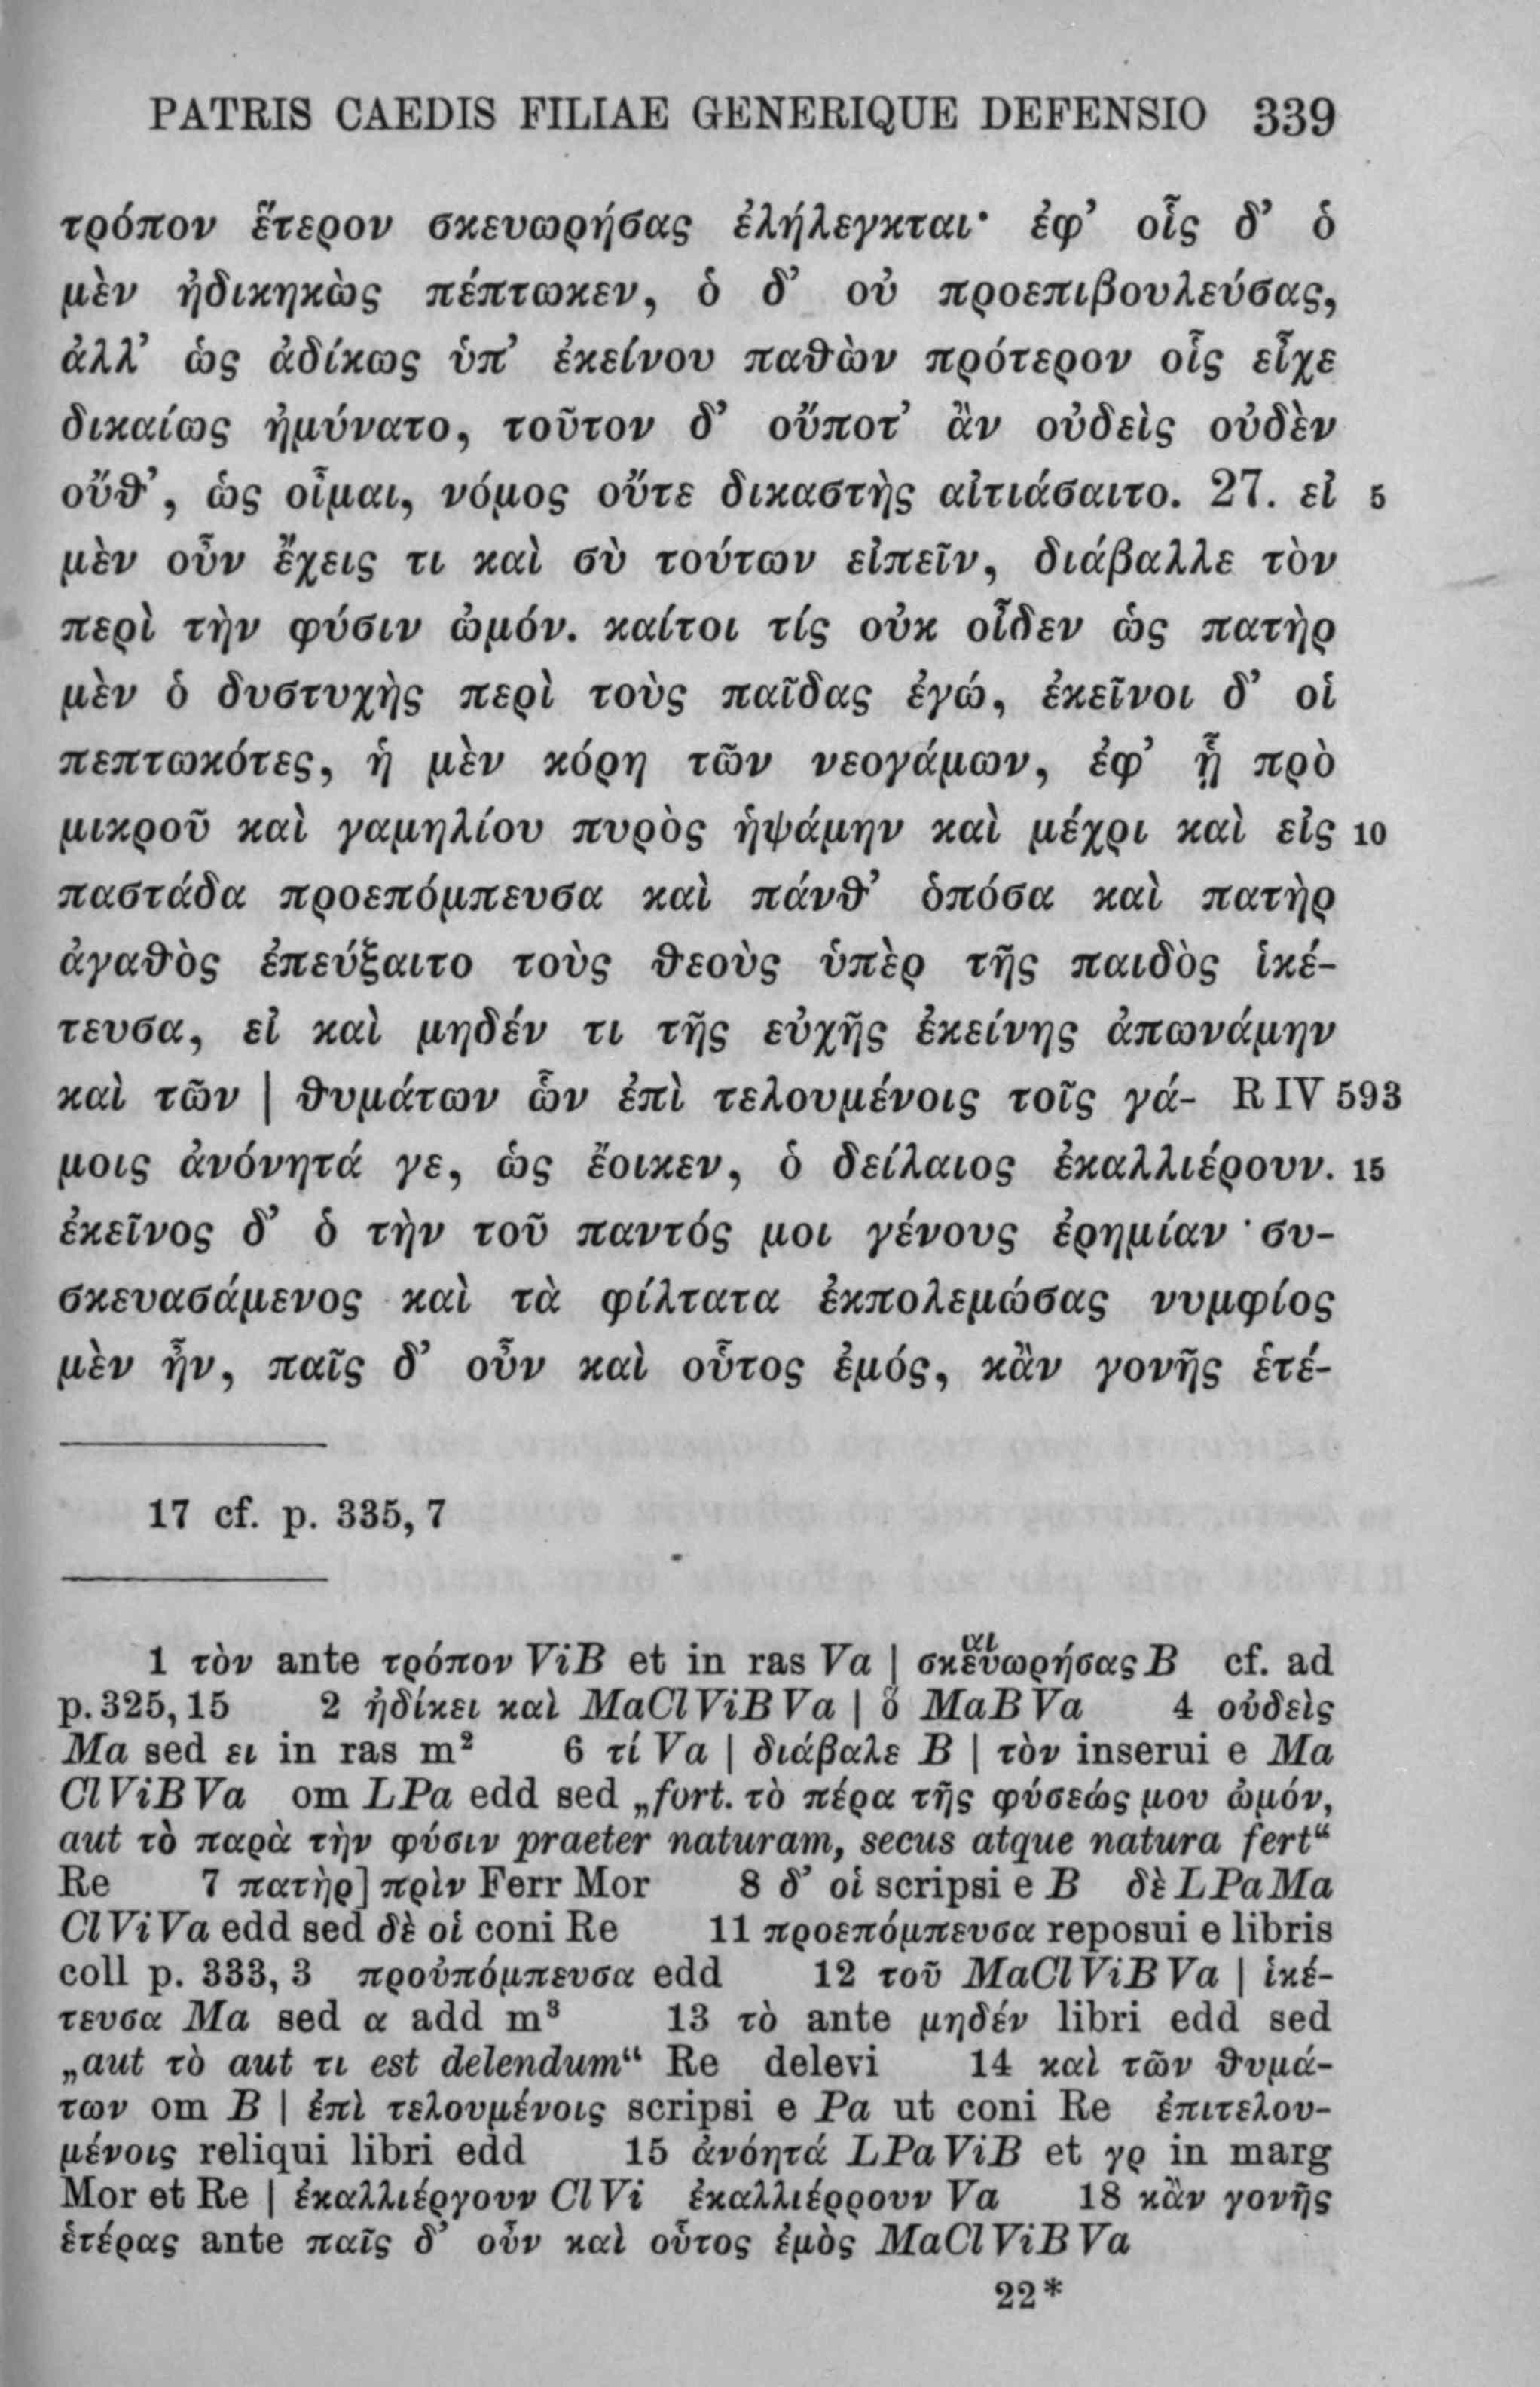 PATRIS CAEDIS FILIAE GENERIQUE DEFENSIO 339
τρόπον ἕτερον σκευωρήσας ἐλήλεγκται· ἐφ’ οἷς δ’ ὁ
μὲν ἠδικηκὼς πέπτωκεν, ὁ δ’ οὐ προεπιβουλεύσας,
ἀλλ’ ὡς ἀδίκως ὑπ’ ἐκείνου παθὼν πρότερον οἷς εἶχε
δικαίως ἠμύνατο, τοῦτον δ’ οὔποτ’ ἂν οὐδεὶς οὐδὲν
οὔθ’, ὡς οἶμαι, νόμος οὔτε δικαστὴς αἰτιάσαιτο. 27. εἰ 5
μὲν οὖν ἔχεις τι καὶ σὺ τούτων εἰπεῖν, διάβαλλε τὸν
περὶ τὴν φύσιν ὠμόν. καίτοι τίς οὐκ οἶδεν ὡς πατὴρ
μὲν ὁ δυστυχὴς περὶ τοὺς παῖδας ἐγώ, ἐκεῖνοι δ’ οἱ
πεπτωκότες, ἡ μὲν κόρη τῶν νεογάμων, ἐφ’ ᾗ πρὸ
μικροῦ καὶ γαμηλίου πυρὸς ἡψάμην καὶ μέχρι καὶ εἰς 10
παστάδα προεπόμπευσα καὶ πάνθ’ ὁπόσα καὶ πατὴρ
ἀγαθὸς ἐπεύξαιτο τοὺς θεοὺς ὑπὲρ τῆς παιδὸς ἱκέ-
τευσα, εἰ καὶ μηδέν τι τῆς εὐχῆς ἐκείνης ἀπωνάμην
καὶ τῶν | θυμάτων ὧν ἐπὶ τελουμένοις τοῖς γά- R IV 593
μοις ἀνόνητά γε, ὡς ἔοικεν, ὁ δείλαιος ἐκαλλιέρουν. 15
ἐκεῖνος δ’ ὁ τὴν τοῦ παντός μοι γένους ἐρημίαν συ-
σκευασάμενος καὶ τὰ φίλτατα ἐκπολεμώσας νυμφίος
μὲν ἦν, παῖς δ’ οὖν καὶ οὗτος ἐμός, κἂν γονῆς ἑτέ-
17 cf. p. 335, 7
1 τὸν ante τρόπον ViB et in ras Va | σκεαιυωρήσας B cf. ad
p. 325, 15 2 ἠδίκει καὶ MaClViBVa | ὃ MaBVa 4 οὐδεὶς
Ma sed ει in ras m² 6 τί Va | διάβαλε B | τὸν inserui e Ma
ClViBVa om LPa edd sed „fort. τὸ πέρα τῆς φύσεώς μου ὠμόν,
aut τὸ παρὰ τὴν φύσιν praeter naturam, secus atque natura fert“
Re 7 πατὴρ] πρὶν Ferr Mor 8 δ’ οἱ scripsi e B δὲ LPaMa
ClViVa edd sed δὲ οἱ coni Re 11 προεπόμπευσα reposui e libris
coll p. 333, 3 προὐπόμπευσα edd 12 τοῦ MaClViBVa | ἱκέ-
τευσα Ma sed α add m³ 13 τὸ ante μηδέν libri edd sed
„aut τὸ aut τι est delendum“ Re delevi 14 καὶ τῶν θυμά-
των om B | ἐπὶ τελουμένοις scripsi e Pa ut coni Re ἐπιτελου-
μένοις reliqui libri edd 15 ἀνόητά LPaViB et γρ in marg
Mor et Re | ἐκαλλιέργουν ClVi ἐκαλλιέρρουν Va 18 κἂν γονῆς
ἑτέρας ante παῖς δ’ οὖν καὶ οὗτος ἐμὸς MaClViBVa
22*